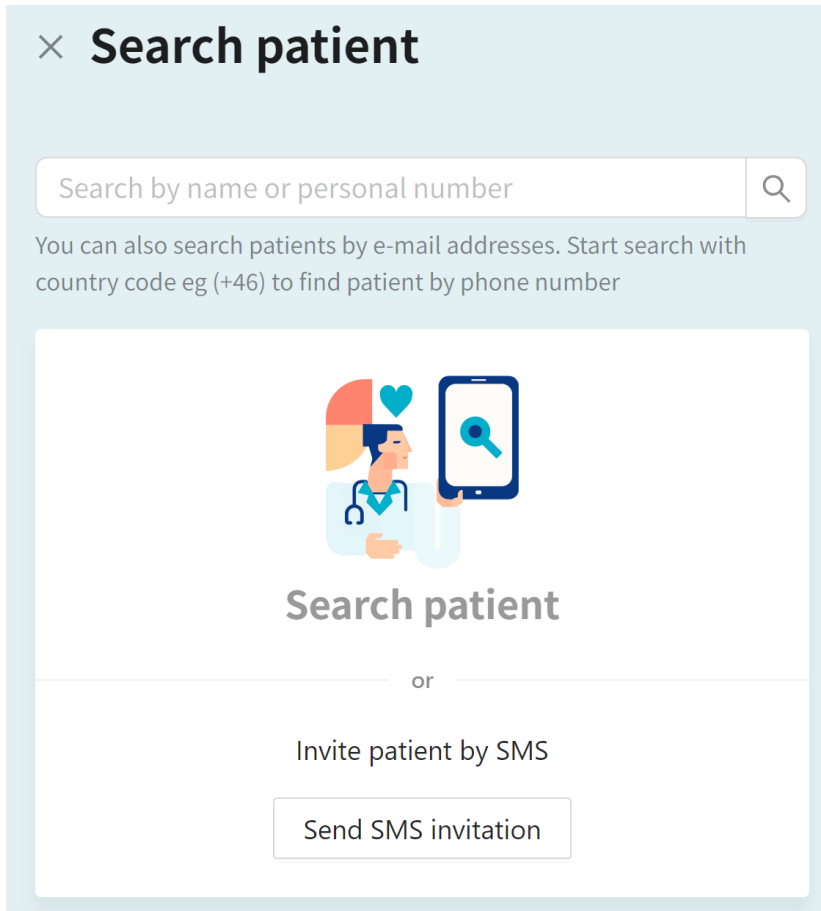 Search patient
Search by name or personal number
You can also search patients by e-mail addresses. Start search with
country code eg (+46) to find patient by phone number
Search patient
or
Invite patient by SMS
Send SMS invitation